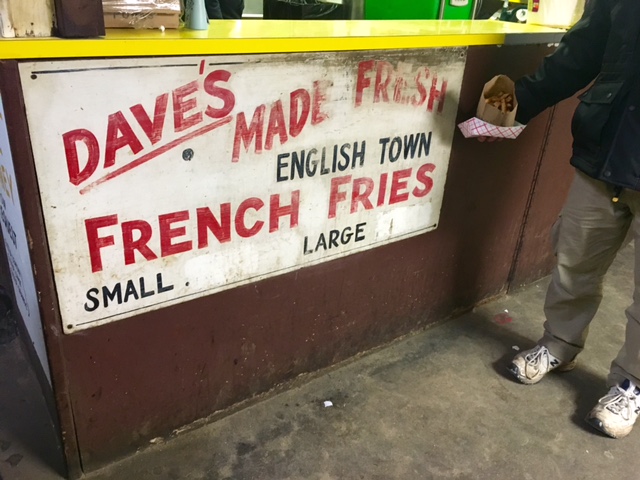 DAVE'S MADE FRESH
ENGLISH TOWN
FRENCH FRIES
SMALL LARGE